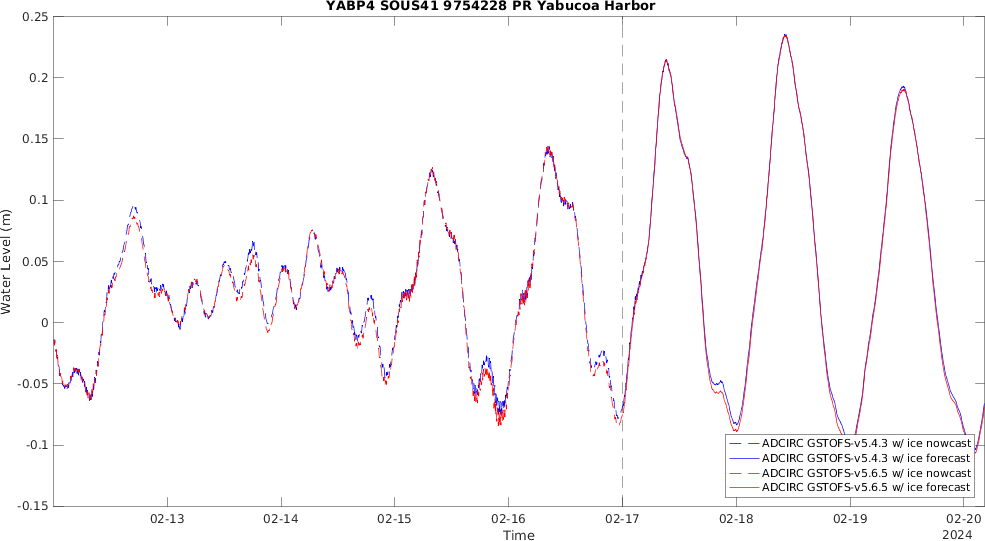 YABP4 SOUS41 9754228 PR Yabucoa Harbor
0.25
0.2
0.15
0.1
0.05
0
-0.05
-0.1
-0.15
Water Level (m)
ADCIRC GSTOFS-v5.4.3 w/ ice nowcast
ADCIRC GSTOFS-v5.4.3 w/ ice forecast
ADCIRC GSTOFS-v5.6.5 w/ ice nowcast
ADCIRC GSTOFS-v5.6.5 w/ ice forecast
02-13 02-14 02-15 02-16 02-17 02-18 02-19 02-20
Time
2024